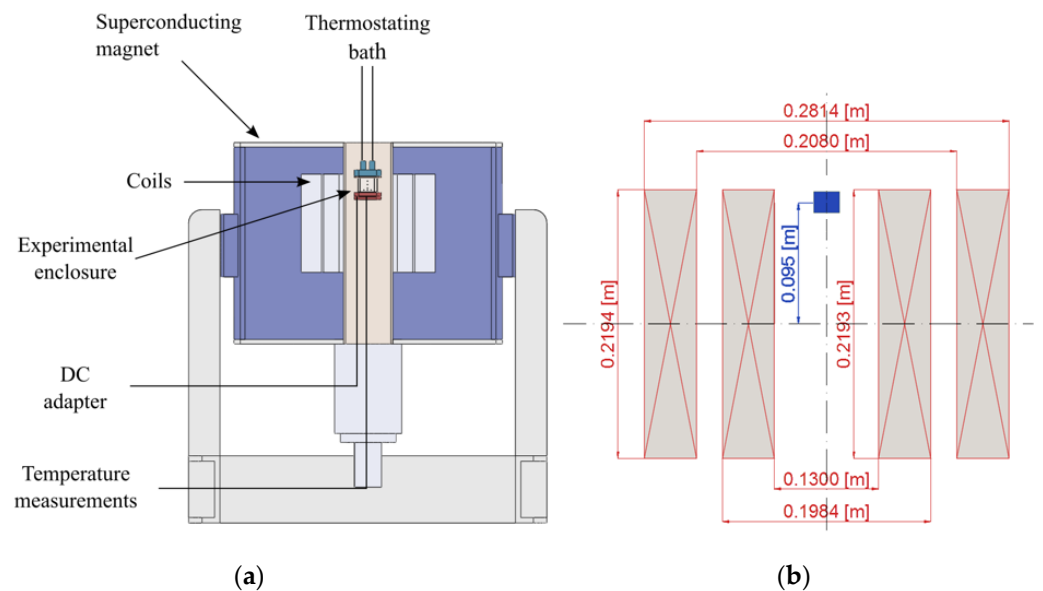 Superconducting
magnet
Thermostating
bath
Coils
Experimental
enclosure
DC
adapter
Temperature
measurements
(a)
0.2814 [m]
0.2080 [m]
0.095 [m]
0.2194 [m]
0.2193 [m]
0.1300 [m]
0.1984 [m]
(b)